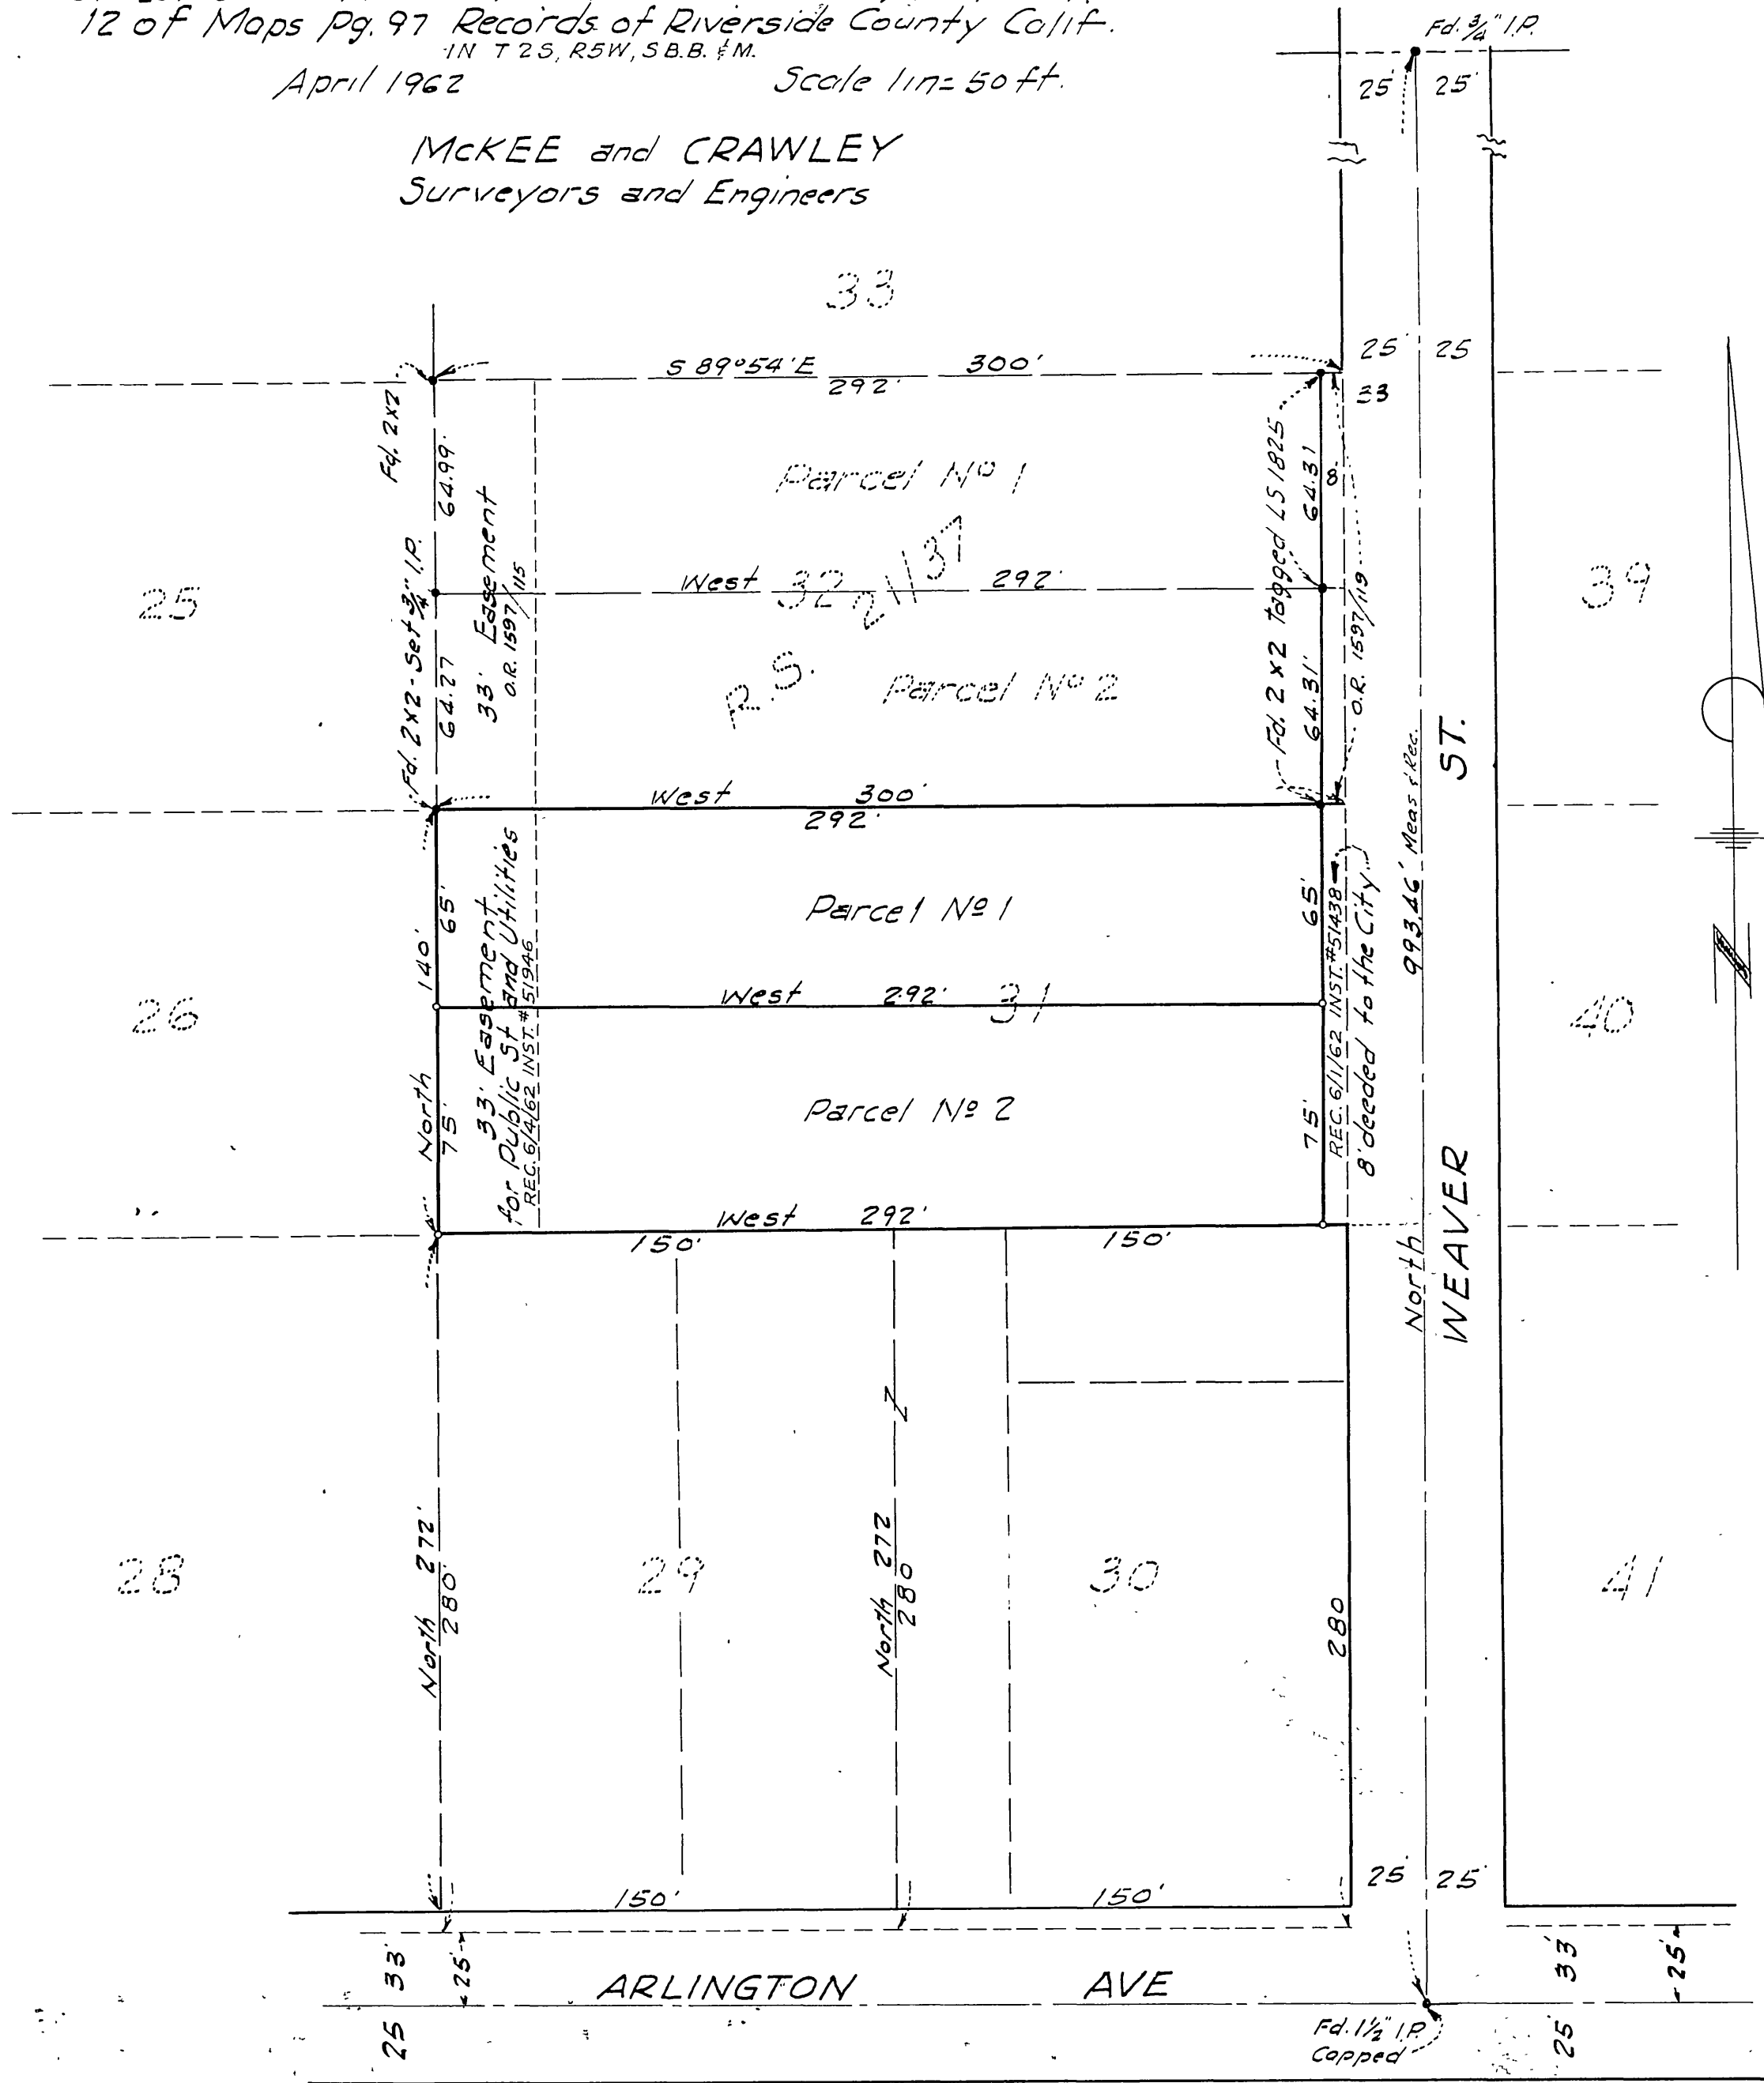 12 of Maps Pg. 97 Records of Riverside County Calif.
IN T2S, R5W, S.B.B. & M.
April 1962
Scale 1in= 50 ft.
McKEE and CRAWLEY
Surveyors and Engineers
Fd. ¾" I.P.
25' 25'
33
25' 25
33
S 89°54' E 300'
292'
Fd. 2x2
64.99'
Parcel Nº 1
Fd. 2x2 Tagged LS 1825
64.31
8'
25
Fd. 2x2 - Set ¾" I.P.
33' Easement
O.R. 1597/115
West 292'
32
R.S. 11/37
2
39
64.27
Parcel Nº 2
64.31'
O.R. 1597/119
West 300'
292'
993.46' Meas & Rec.
ST.
Parcel Nº 1
140'
65'
65'
33' Easement
for Public St and Utilities
REC. 6/4/62 INST. #51946
REC. 6/1/62 INST. #51438
8' deeded to the City
26
West 292'
31
40
N
North
75'
Parcel Nº 2
75'
West 292'
150' 150'
North
WEAVER
Z
North 272'
280'
North 272
280
280
28
29
30
41
150' 150'
25' 25'
33'
25'
25
ARLINGTON AVE
33'
25'
25'
Fd. 1½" I.P.
Capped